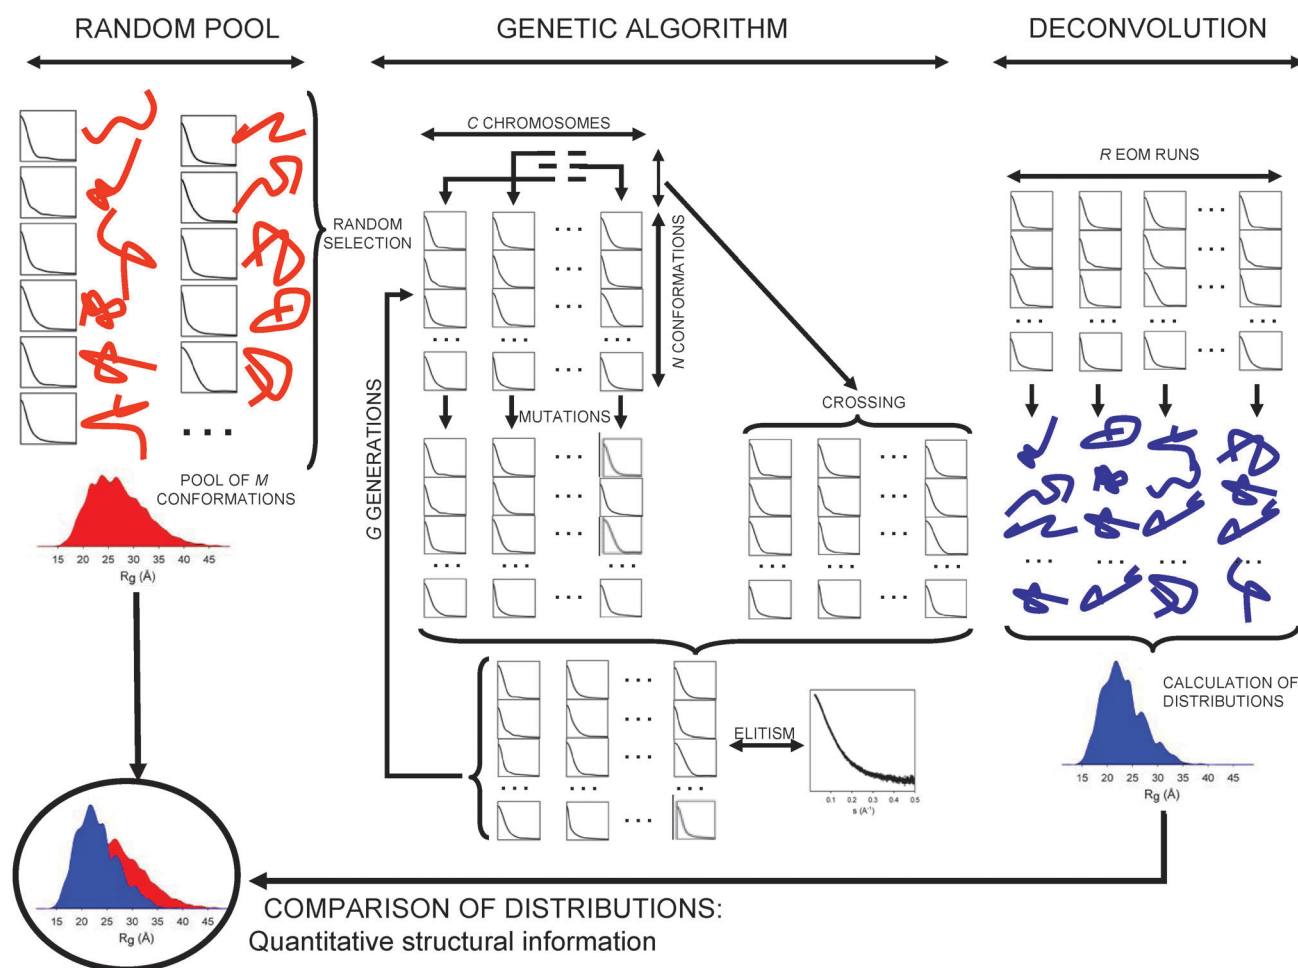 RANDOM POOL
GENETIC ALGORITHM
DECONVOLUTION
C CHROMOSOMES
R EOM RUNS
RANDOM
SELECTION
N CONFORMATIONS
MUTATIONS
CROSSING
G GENERATIONS
POOL OF M
CONFORMATIONS
15 20 25 30 35 40 45
Rg (Å)
ELITISM
0.1 0.2 0.3 0.4 0.5
s (Å⁻¹)
CALCULATION OF
DISTRIBUTIONS
15 20 25 30 35 40 45
Rg (Å)
15 20 25 30 35 40 45
Rg (Å)
COMPARISON OF DISTRIBUTIONS:
Quantitative structural information